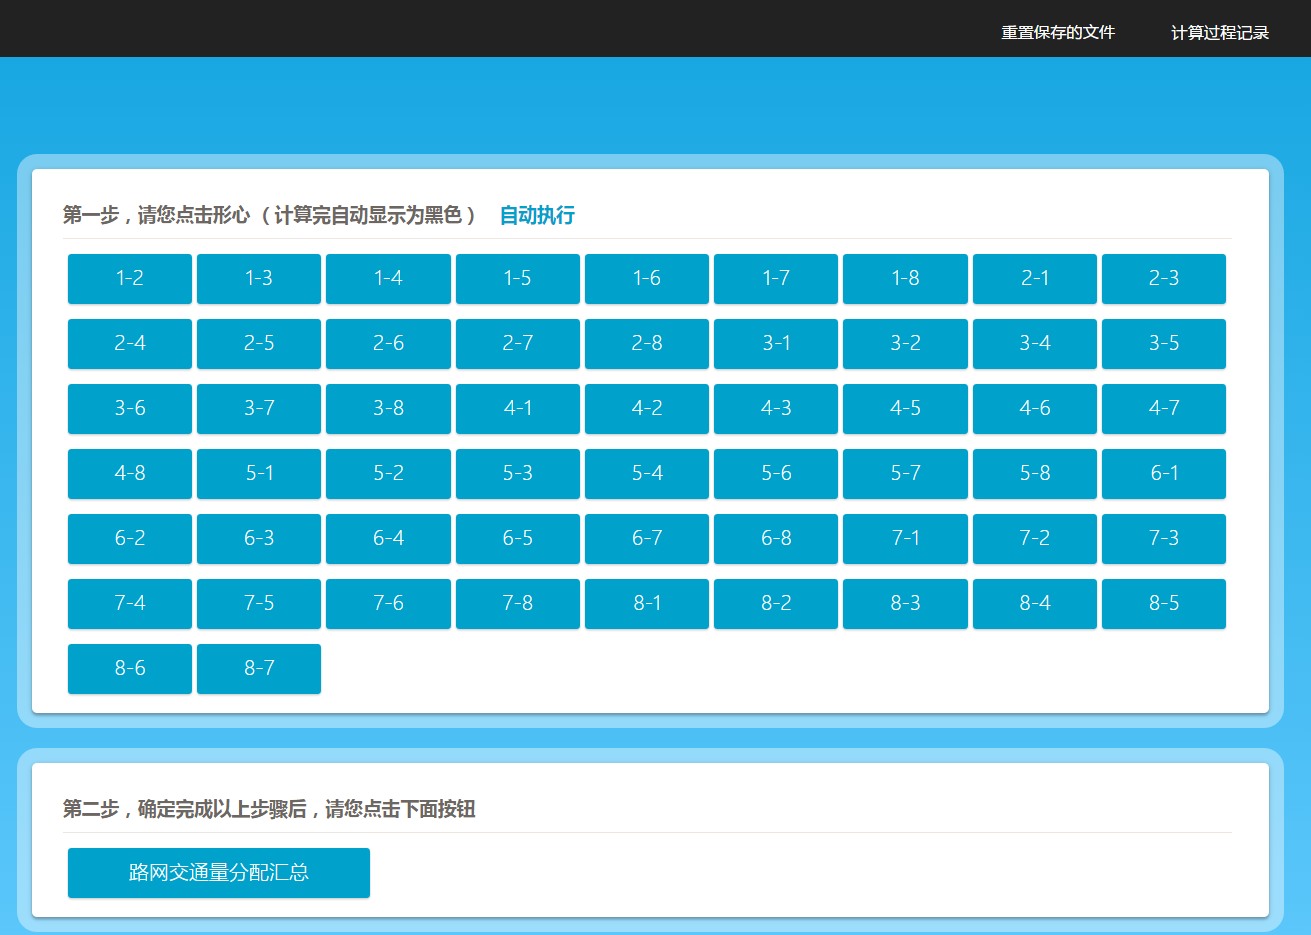 重置保存的文件 计算过程记录
第一步，请您点击形心（计算完自动显示为黑色） 自动执行
1-2 1-3 1-4 1-5 1-6 1-7 1-8 2-1 2-3
2-4 2-5 2-6 2-7 2-8 3-1 3-2 3-4 3-5
3-6 3-7 3-8 4-1 4-2 4-3 4-5 4-6 4-7
4-8 5-1 5-2 5-3 5-4 5-6 5-7 5-8 6-1
6-2 6-3 6-4 6-5 6-7 6-8 7-1 7-2 7-3
7-4 7-5 7-6 7-8 8-1 8-2 8-3 8-4 8-5
8-6 8-7
第二步，确定完成以上步骤后，请您点击下面按钮
路网交通量分配汇总